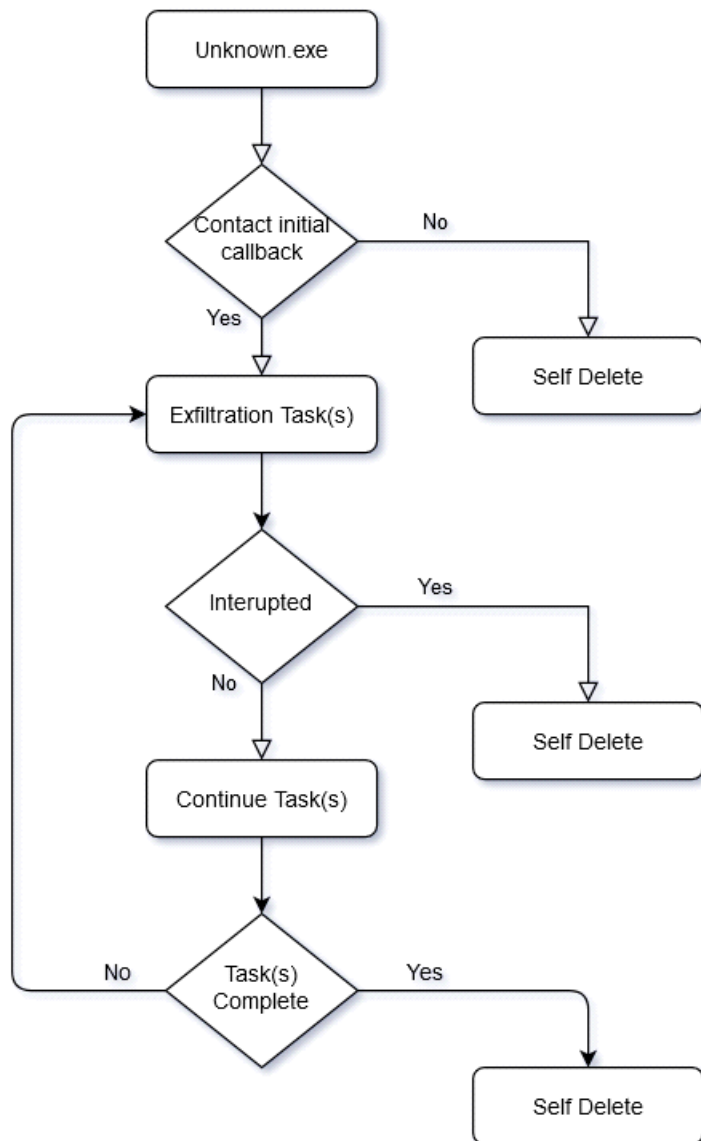 Unknown.exe
Contact initial
callback
No
Yes
Self Delete
Exfiltration Task(s)
Interupted
Yes
No
Self Delete
Continue Task(s)
Task(s)
Complete
No
Yes
Self Delete